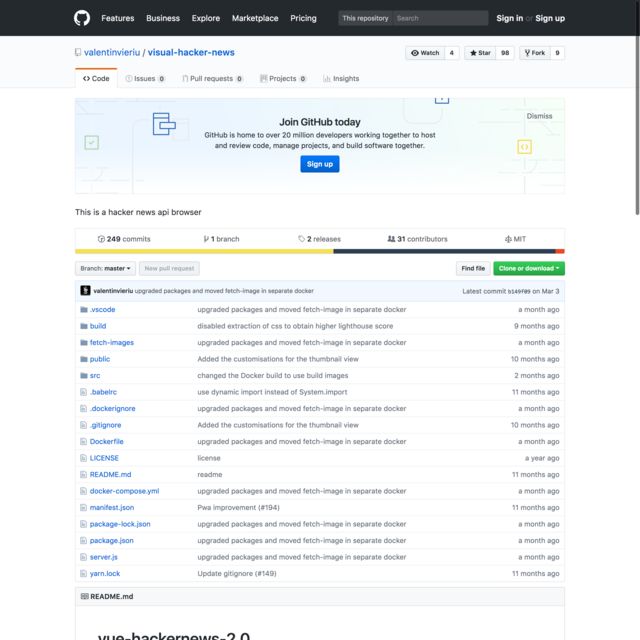 Features Business Explore Marketplace Pricing This repository Search Sign in or Sign up
valentinvieriu / visual-hacker-news Watch 4 Star 98 Fork 9
Code Issues 0 Pull requests 0 Projects 0 Insights
Dismiss
Join GitHub today
GitHub is home to over 20 million developers working together to host
and review code, manage projects, and build software together.
Sign up
This is a hacker news api browser
249 commits 1 branch 2 releases 31 contributors MIT
Branch: master New pull request Find file Clone or download
valentinvieriu upgraded packages and moved fetch-image in separate docker Latest commit on Mar 3
.vscode upgraded packages and moved fetch-image in separate docker a month ago
build disabled extraction of css to obtain higher lighthouse score 9 months ago
fetch-images upgraded packages and moved fetch-image in separate docker a month ago
public Added the customisations for the thumbnail view 10 months ago
src changed the Docker build to use build images 2 months ago
.babelrc use dynamic import instead of System.import 11 months ago
.dockerignore upgraded packages and moved fetch-image in separate docker a month ago
.gitignore Added the customisations for the thumbnail view 10 months ago
Dockerfile upgraded packages and moved fetch-image in separate docker a month ago
LICENSE license a year ago
README.md readme 11 months ago
docker-compose.yml upgraded packages and moved fetch-image in separate docker a month ago
manifest.json Pwa improvement (#194) 11 months ago
package-lock.json upgraded packages and moved fetch-image in separate docker a month ago
package.json upgraded packages and moved fetch-image in separate docker a month ago
server.js upgraded packages and moved fetch-image in separate docker a month ago
yarn.lock Update gitignore (#149) 11 months ago
README.md
vue-hackernews-2.0